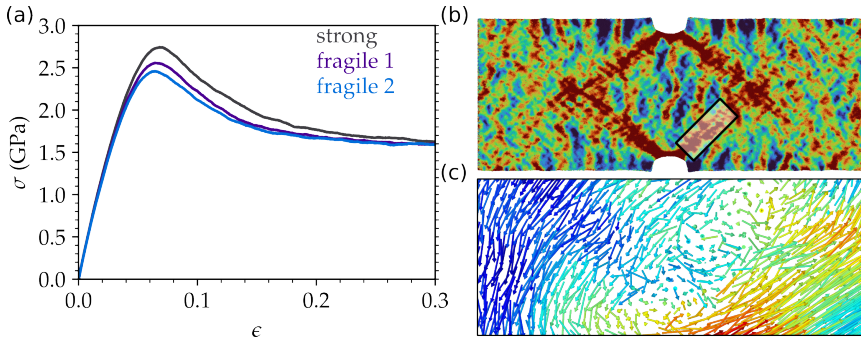 (a)
3.0
2.5
2.0
1.5
1.0
0.5
0.0
σ (GPa)
0.0
0.1
0.2
0.3
ϵ
strong
fragile 1
fragile 2
(b)
(c)